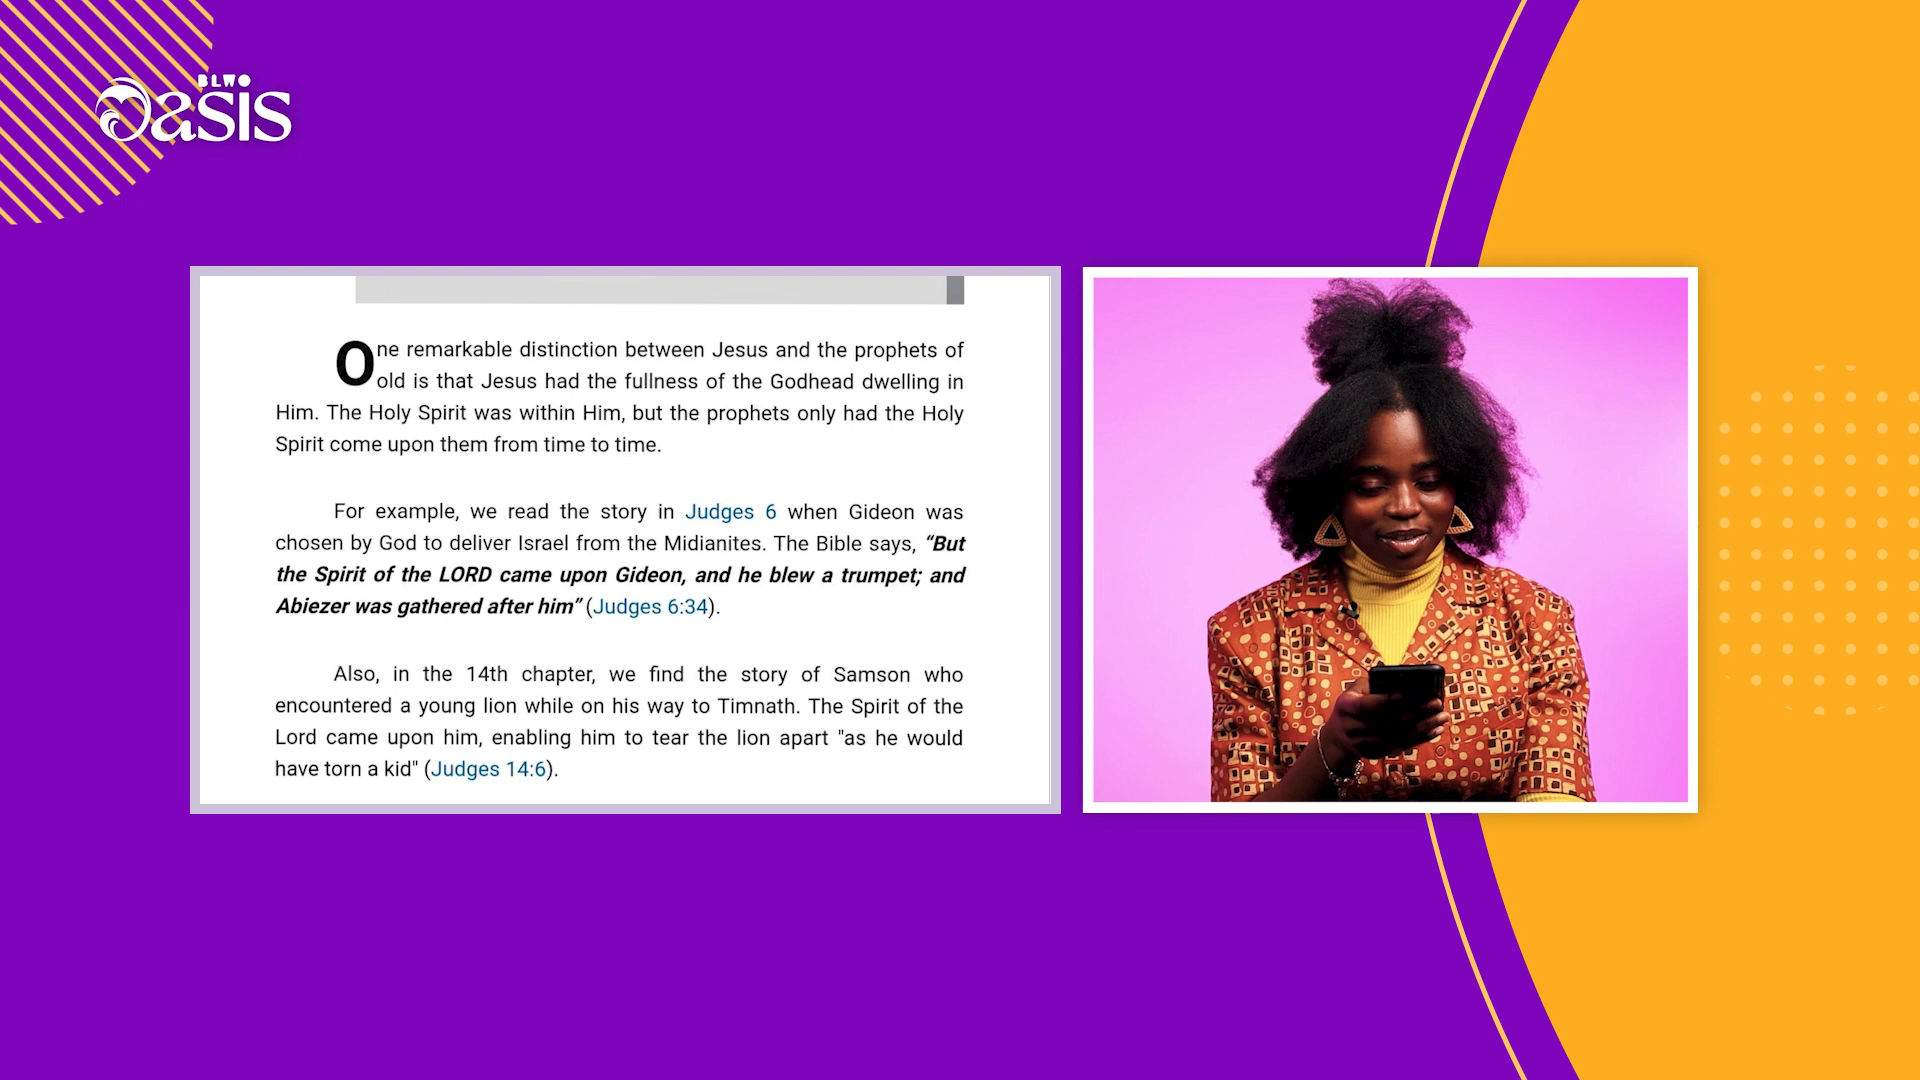 BLWO
Oasis
One remarkable distinction between Jesus and the prophets of
old is that Jesus had the fullness of the Godhead dwelling in
Him. The Holy Spirit was within Him, but the prophets only had the Holy
Spirit come upon them from time to time.
For example, we read the story in Judges 6 when Gideon was
chosen by God to deliver Israel from the Midianites. The Bible says, “But
the Spirit of the LORD came upon Gideon, and he blew a trumpet; and
Abiezer was gathered after him” (Judges 6:34).
Also, in the 14th chapter, we find the story of Samson who
encountered a young lion while on his way to Timnath. The Spirit of the
Lord came upon him, enabling him to tear the lion apart "as he would
have torn a kid" (Judges 14:6).